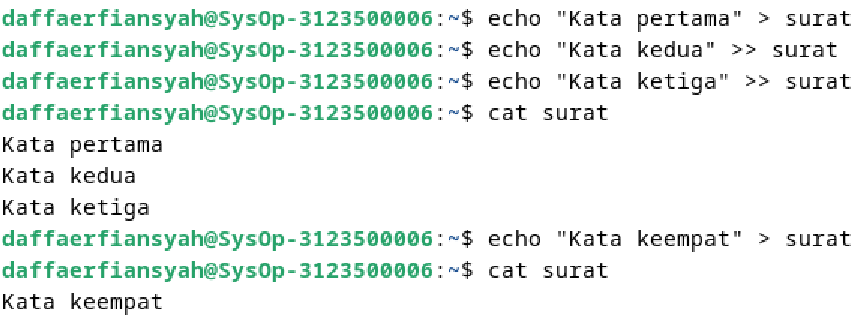 daffaerfiansyah@SysOp-3123500006:~$ echo "Kata pertama" > surat
daffaerfiansyah@SysOp-3123500006:~$ echo "Kata kedua" >> surat
daffaerfiansyah@SysOp-3123500006:~$ echo "Kata ketiga" >> surat
daffaerfiansyah@SysOp-3123500006:~$ cat surat
Kata pertama
Kata kedua
Kata ketiga
daffaerfiansyah@SysOp-3123500006:~$ echo "Kata keempat" > surat
daffaerfiansyah@SysOp-3123500006:~$ cat surat
Kata keempat